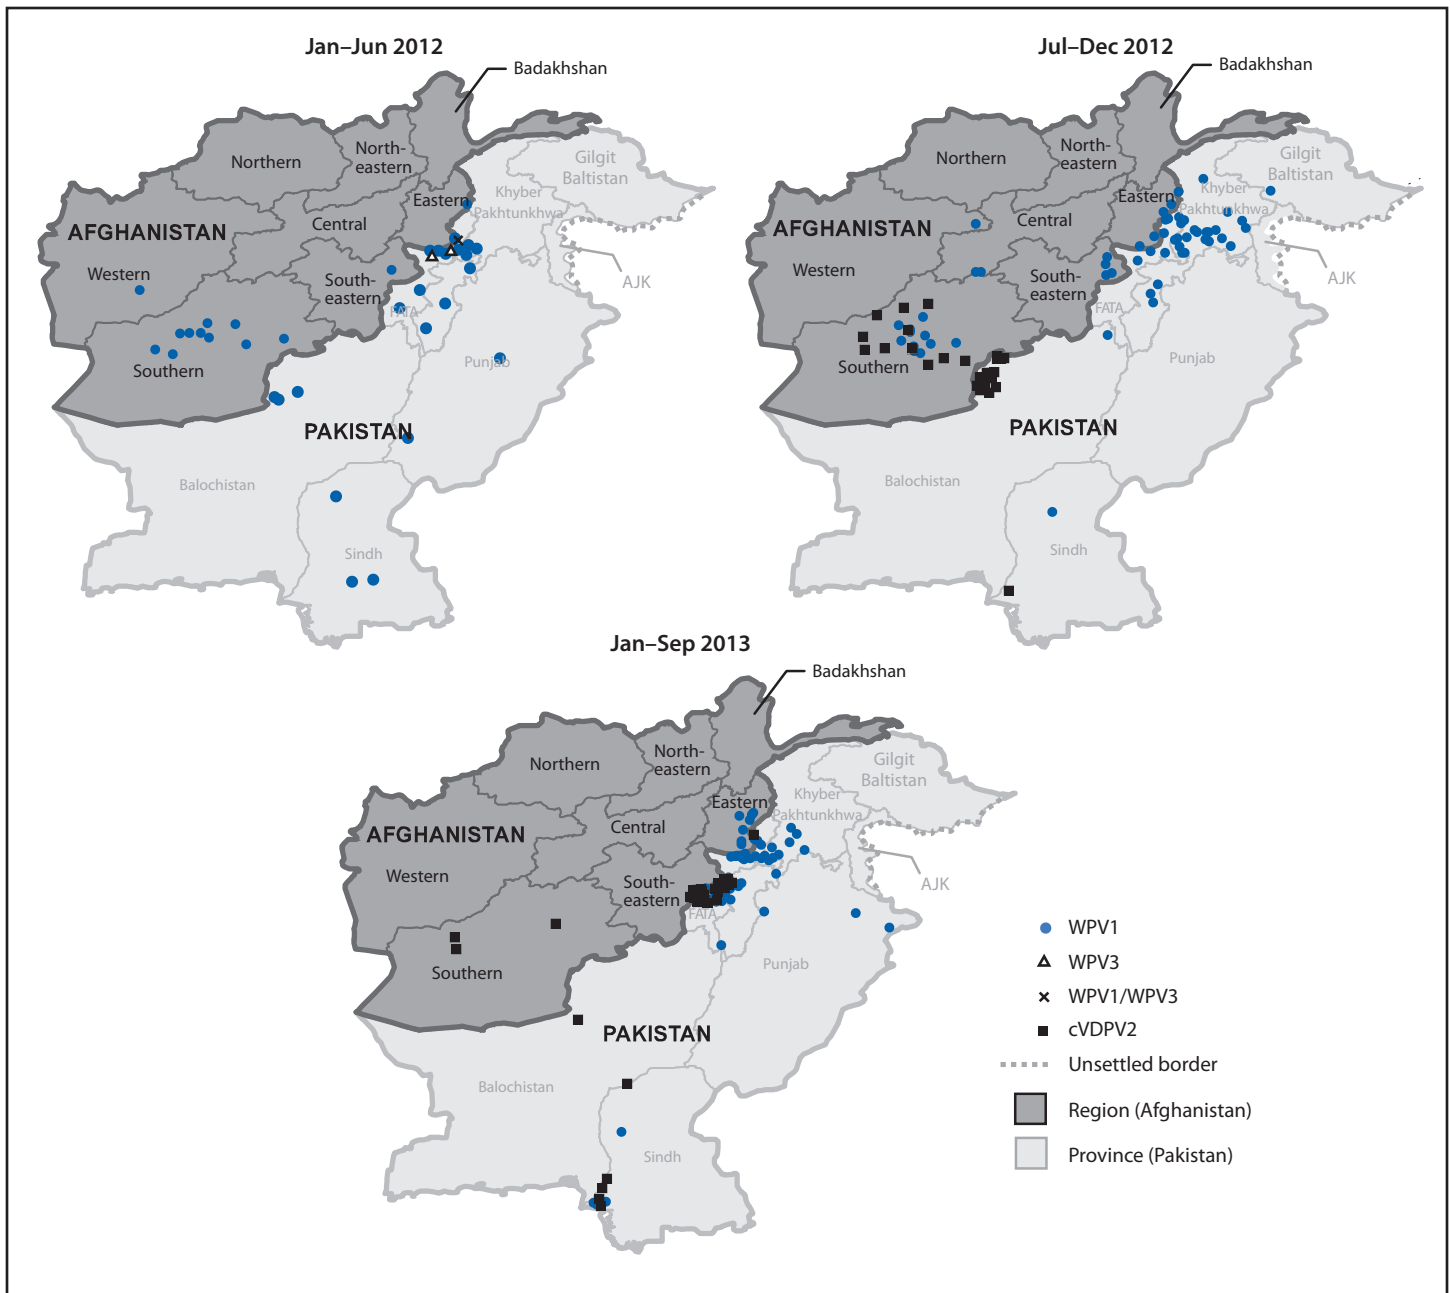 Jan–Jun 2012
Badakhshan
North-
eastern
Northern
Gilgit
Baltistan
Khyber
Pakhtunkhwa
Eastern
Central
AFGHANISTAN
Western
South-
eastern
AJK
FATA
Southern
Punjab
PAKISTAN
Balochistan
Sindh
Jul–Dec 2012
Badakhshan
North-
eastern
Northern
Gilgit
Baltistan
Khyber
Pakhtunkhwa
Eastern
Central
AFGHANISTAN
Western
South-
eastern
AJK
FATA
Southern
Punjab
PAKISTAN
Balochistan
Sindh
Jan–Sep 2013
Badakhshan
North-
eastern
Northern
Gilgit
Baltistan
Khyber
Pakhtunkhwa
Eastern
Central
AFGHANISTAN
Western
South-
eastern
AJK
FATA
Southern
Punjab
PAKISTAN
Balochistan
Sindh
WPV1
WPV3
WPV1/WPV3
cVDPV2
Unsettled border
Region (Afghanistan)
Province (Pakistan)